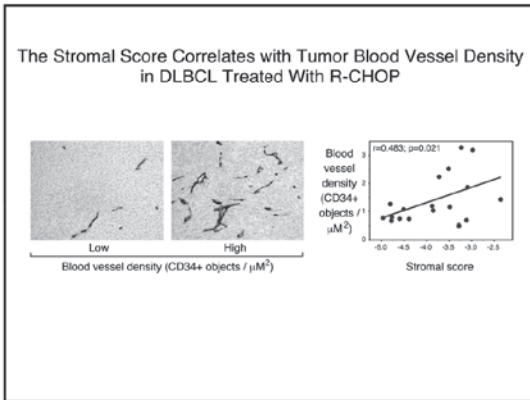 The Stromal Score Correlates with Tumor Blood Vessel Density
in DLBCL Treated With R-CHOP
Low
High
Blood vessel density (CD34+ objects / μM²)
Blood
vessel
density
(CD34+
objects /
μM²)
r=0.483; p=0.021
3
2
1
0
-5.0 -4.5 -4.0 -3.5 -3.0 -2.5
Stromal score